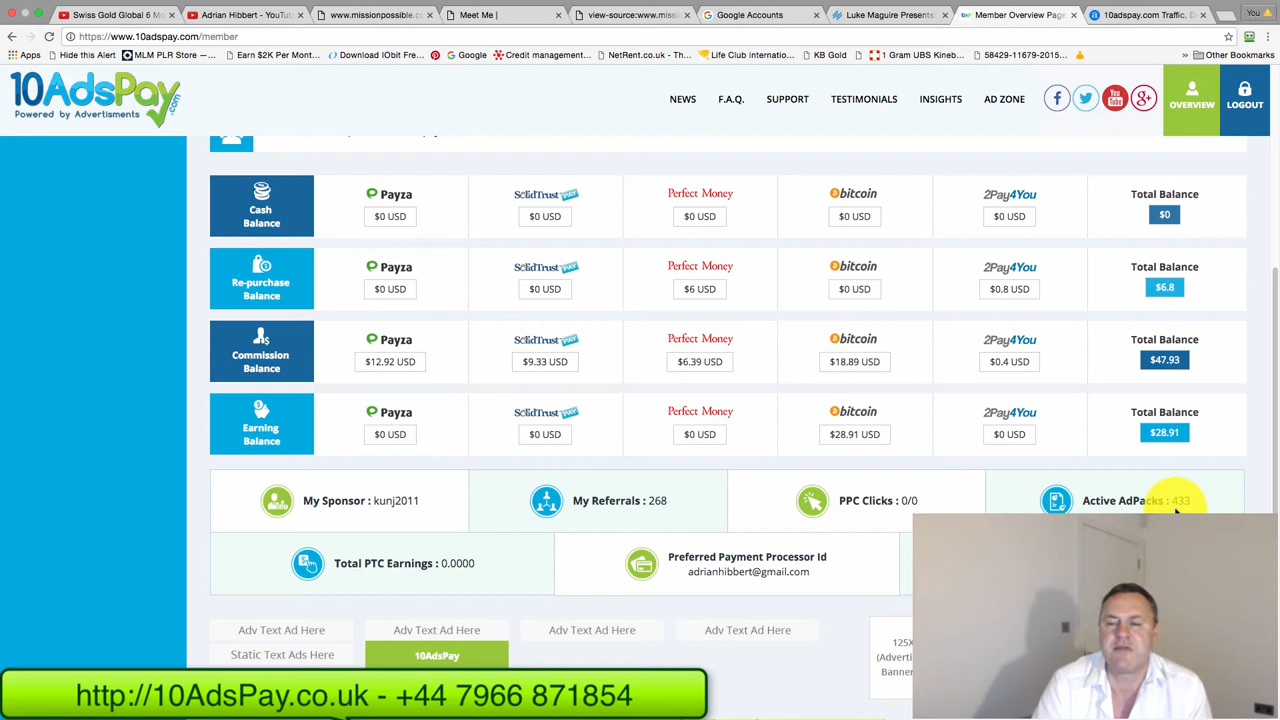 Swiss Gold Global 6 Mo
Adrian Hibbert - YouTu
www.missionpossible.c
Meet Me |
view-source:www.missi
Google Accounts
Luke Maguire Presents:
Member Overview Page
10adspay.com Traffic, D
You
https://www.10adspay.com/member
Apps
Hide this Alert
MLM PLR Store –...
Earn $2K Per Mont...
Download IObit Fre...
Google
Credit management...
NetRent.co.uk - Th...
Life Club internatio...
KB Gold
1 Gram UBS Kineb...
58429-11679-2015...
»
Other Bookmarks
10AdsPay.com
Powered by Advertisments
NEWS
F.A.Q.
SUPPORT
TESTIMONIALS
INSIGHTS
AD ZONE
You Tube
OVERVIEW
LOGOUT
Cash Balance
Payza
SolidTrust PAY
Perfect Money
bitcoin
2Pay4You
Total Balance
$0 USD
$0 USD
$0 USD
$0 USD
$0 USD
$0
Re-purchase Balance
Payza
SolidTrust PAY
Perfect Money
bitcoin
2Pay4You
Total Balance
$0 USD
$0 USD
$6 USD
$0 USD
$0.8 USD
$6.8
Commission Balance
Payza
SolidTrust PAY
Perfect Money
bitcoin
2Pay4You
Total Balance
$12.92 USD
$9.33 USD
$6.39 USD
$18.89 USD
$0.4 USD
$47.93
Earning Balance
Payza
SolidTrust PAY
Perfect Money
bitcoin
2Pay4You
Total Balance
$0 USD
$0 USD
$0 USD
$28.91 USD
$0 USD
$28.91
My Sponsor : kunj2011
My Referrals : 268
PPC Clicks : 0/0
Active AdPacks : 433
Total PTC Earnings : 0.0000
Preferred Payment Processor Id
adrianhibbert@gmail.com
Adv Text Ad Here
Adv Text Ad Here
Adv Text Ad Here
Adv Text Ad Here
Static Text Ads Here
10AdsPay
125X
(Adverti
Banner
http://10AdsPay.co.uk - +44 7966 871854